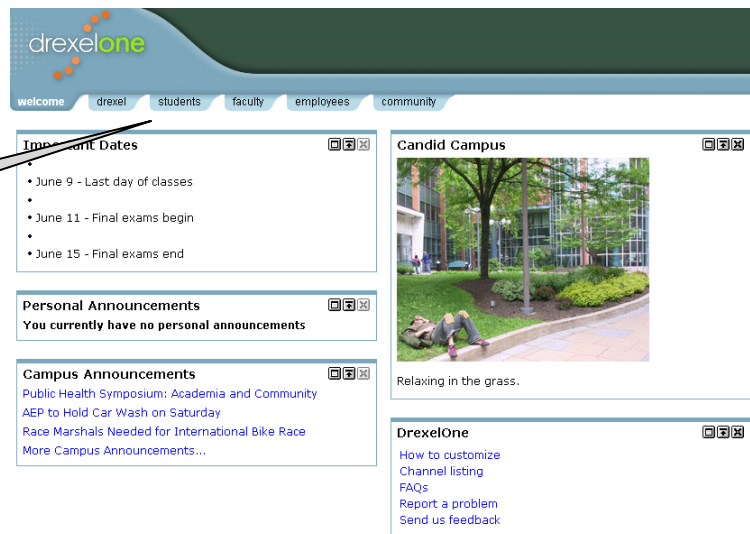 drexelone
welcome drexel students faculty employees community
Important Dates
•
• June 9 - Last day of classes
•
• June 11 - Final exams begin
•
• June 15 - Final exams end
Personal Announcements
You currently have no personal announcements
Campus Announcements
Public Health Symposium: Academia and Community
AEP to Hold Car Wash on Saturday
Race Marshals Needed for International Bike Race
More Campus Announcements...
Candid Campus
Relaxing in the grass.
DrexelOne
How to customize
Channel listing
FAQs
Report a problem
Send us feedback